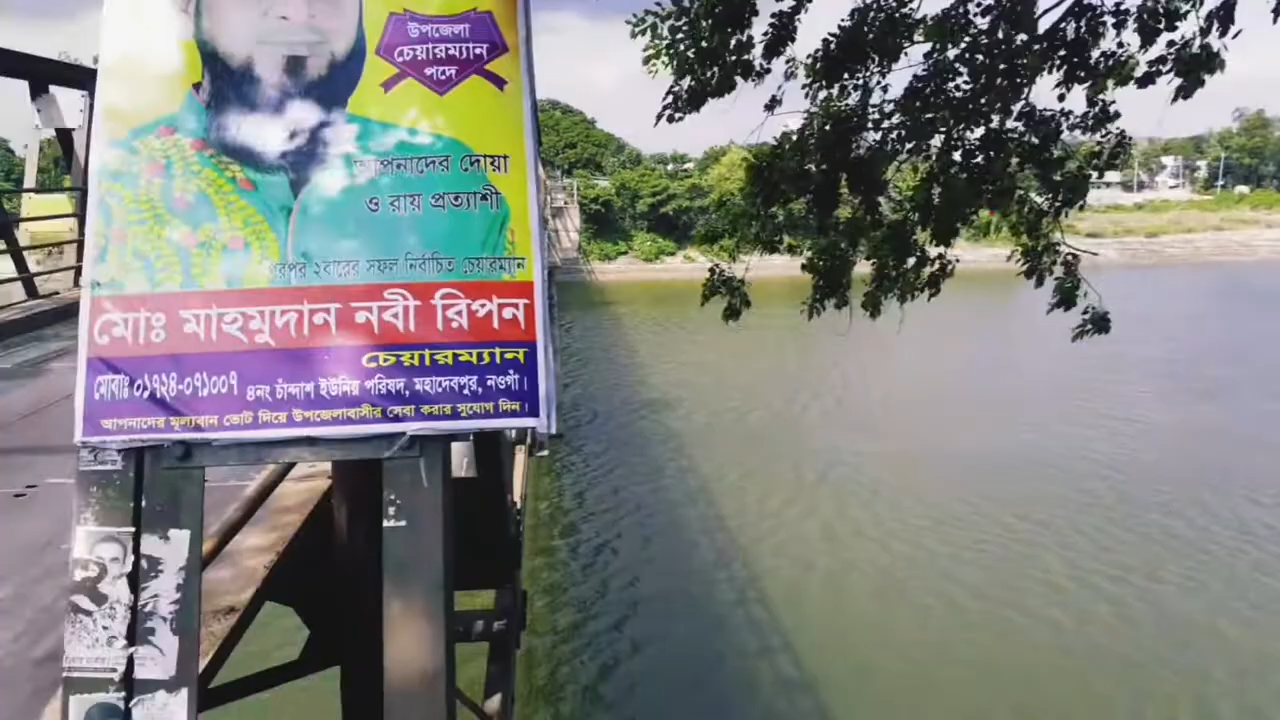 উপজেলা
চেয়ারম্যান
পদে
আপনাদের দোয়া
ও রায় প্রত্যাশী
পরপর ২বারের সফল নির্বাচিত চেয়ারম্যান
মোঃ মাহমুদান নবী রিপন
চেয়ারম্যান
মোবাঃ ০১৭২৪-০৭১০০৭ ৪নং চাঁন্দাশ ইউনিয় পরিষদ, মহাদেবপুর, নওগাঁ।
আপনাদের মূল্যবান ভোট দিয়ে উপজেলাবাসীর সেবা করার সুযোগ দিন।